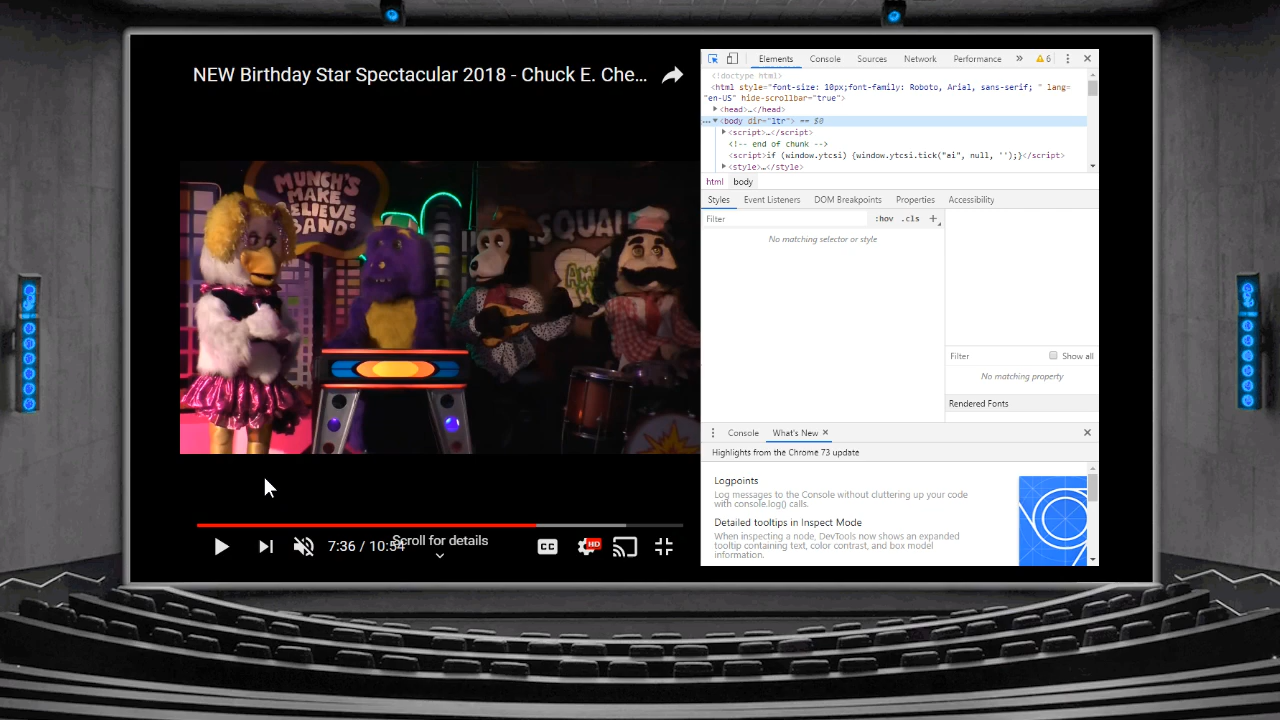 NEW Birthday Star Spectacular 2018 - Chuck E. Che...
MUNCH'S
MAKE
BELIEVE
BAND
7:36 / 10:54
Scroll for details
CC
HD
Elements Console Sources Network Performance » 6
<!doctype html>
<html style="font-size: 10px;font-family: Roboto, Arial, sans-serif; " lang=
"en-US" hide-scrollbar="true">
<head>…</head>
<body dir="ltr"> == $0
<script>…</script>
<!-- end of chunk -->
<script>if (window.ytcsi) {window.ytcsi.tick("ai", null, '');}</script>
<style>…</style>
html body
Styles Event Listeners DOM Breakpoints Properties Accessibility
Filter :hov .cls +
No matching selector or style
Filter Show all
No matching property
Rendered Fonts
Console What's New
Highlights from the Chrome 73 update
Logpoints
Log messages to the Console without cluttering up your code
with console.log() calls.
Detailed tooltips in Inspect Mode
When inspecting a node, DevTools now shows an expanded
tooltip containing text, color contrast, and box model
information.